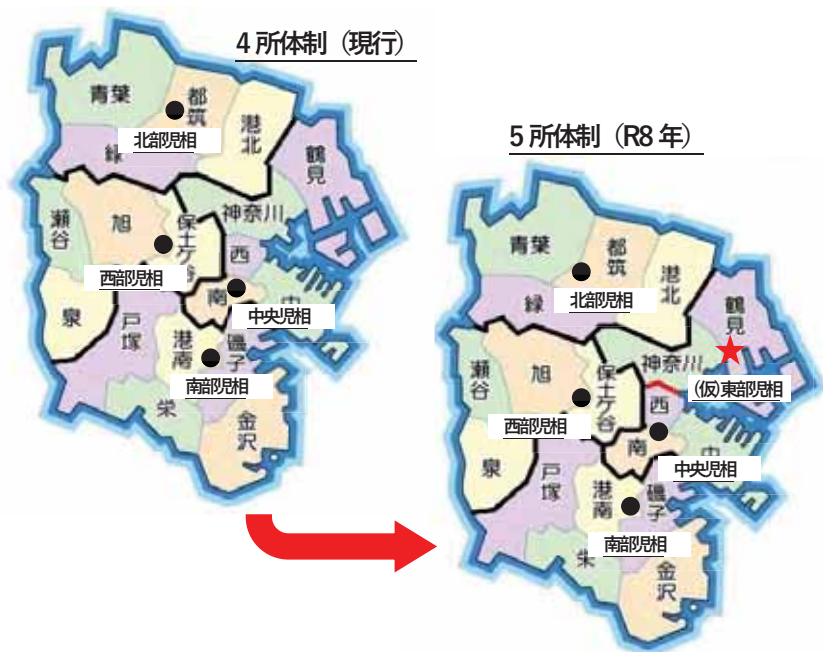 4所体制（現行）
青葉
都筑
北部児相
港北
緑
鶴見
神奈川
瀬谷
旭
保土ケ谷
西
西部児相
南
中
中央児相
泉
戸塚
港南
磯子
南部児相
栄
金沢
5所体制（R8年）
青葉
都筑
北部児相
港北
緑
鶴見
神奈川
(仮)東部児相
瀬谷
旭
保土ケ谷
西
西部児相
南
中
中央児相
泉
戸塚
港南
磯子
南部児相
栄
金沢